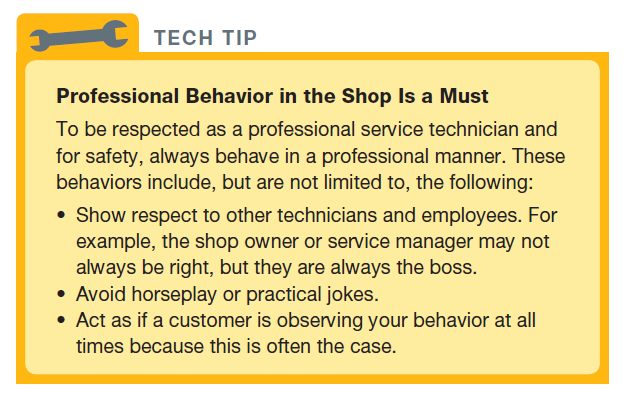 TECH TIP
Professional Behavior in the Shop Is a Must
To be respected as a professional service technician and
for safety, always behave in a professional manner. These
behaviors include, but are not limited to, the following:
• Show respect to other technicians and employees. For
example, the shop owner or service manager may not
always be right, but they are always the boss.
• Avoid horseplay or practical jokes.
• Act as if a customer is observing your behavior at all
times because this is often the case.